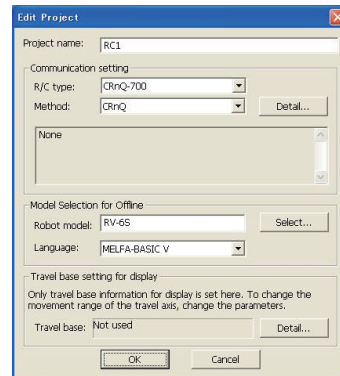 Edit Project
Project name: RC1
Communication setting
R/C type: CRnQ-700
Method: CRnQ Detail...
None
Model Selection for Offline
Robot model: RV-6S Select...
Language: MELFA-BASIC V
Travel base setting for display
Only travel base information for display is set here. To change the
movement range of the travel axis, change the parameters.
Travel base: Not used Detail...
OK Cancel